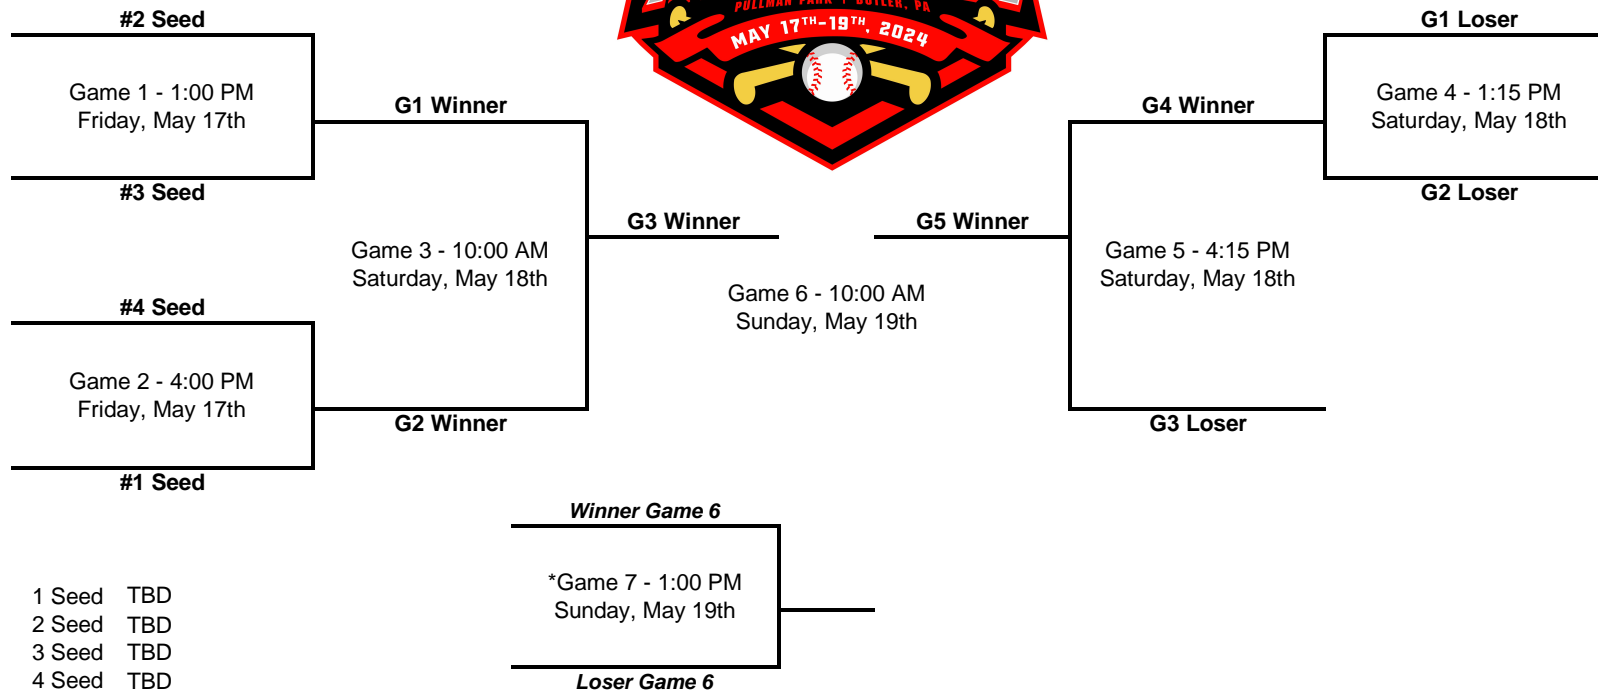 PULLMAN PARK | BUTLER, PA
MAY 17TH-19TH, 2024
#2 Seed
Game 1 - 1:00 PM
Friday, May 17th
#3 Seed
G1 Winner
Game 3 - 10:00 AM
Saturday, May 18th
#4 Seed
Game 2 - 4:00 PM
Friday, May 17th
#1 Seed
G2 Winner
G3 Winner
G5 Winner
Game 6 - 10:00 AM
Sunday, May 19th
G1 Loser
Game 4 - 1:15 PM
Saturday, May 18th
G2 Loser
G4 Winner
Game 5 - 4:15 PM
Saturday, May 18th
G3 Loser
Winner Game 6
*Game 7 - 1:00 PM
Sunday, May 19th
Loser Game 6
1 Seed TBD
2 Seed TBD
3 Seed TBD
4 Seed TBD